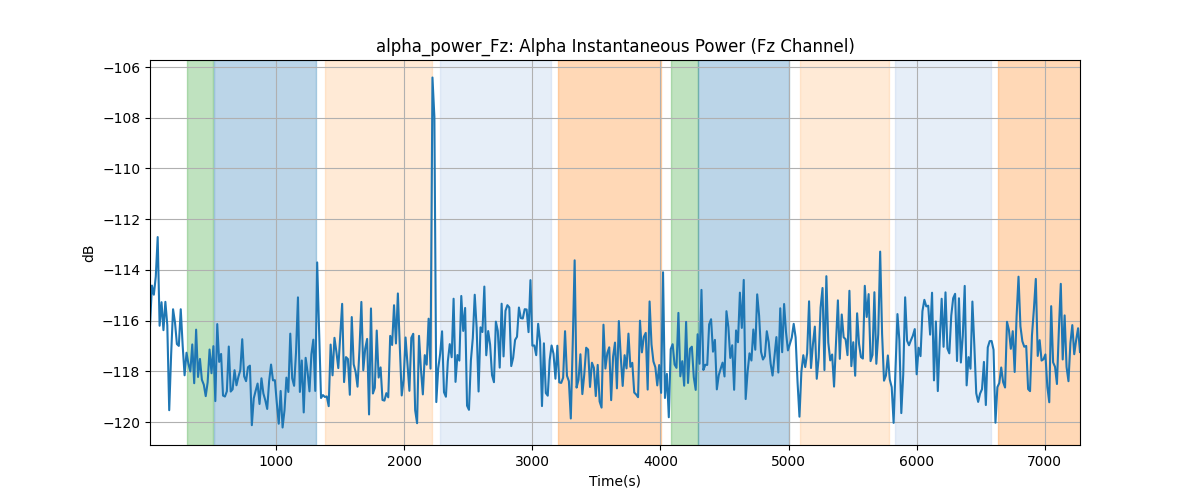 alpha_power_Fz: Alpha Instantaneous Power (Fz Channel)
−106
−108
−110
−112
−114
−116
−118
−120
dB
1000 2000 3000 4000 5000 6000 7000
Time(s)